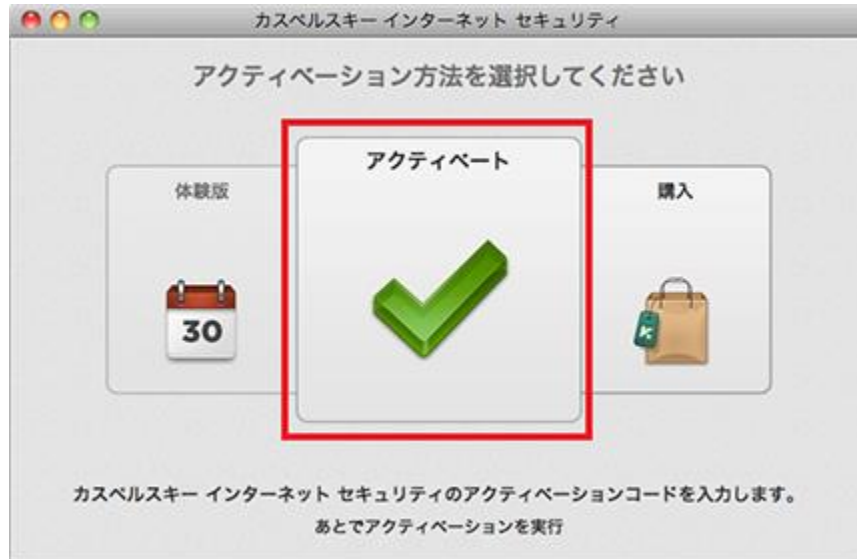 カスペルスキー インターネット セキュリティ
アクティベーション方法を選択してください
体験版
アクティベート
購入
30
カスペルスキー インターネット セキュリティのアクティベーションコードを入力します。
あとでアクティベーションを実行